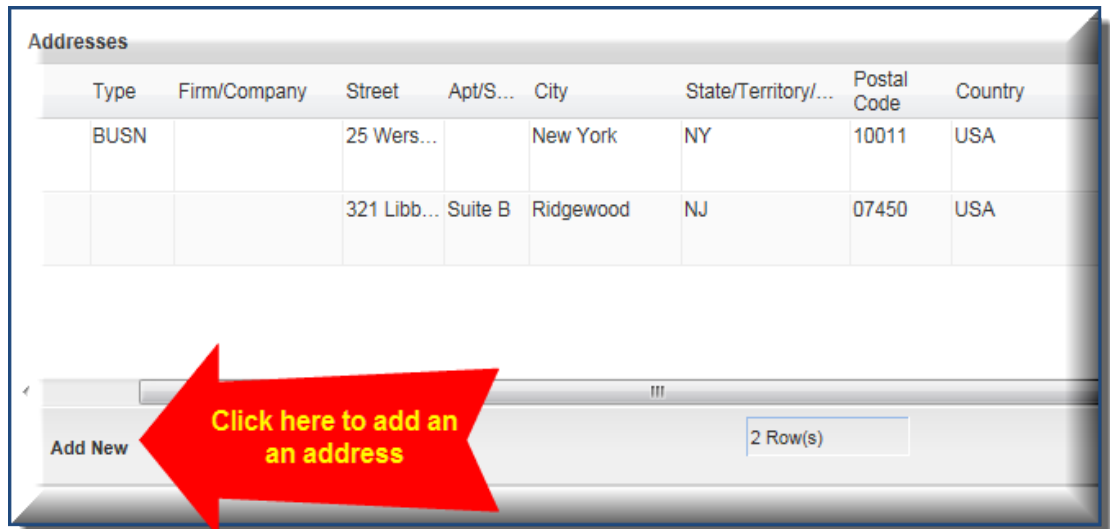 Addresses
Type Firm/Company Street Apt/S... City State/Territory/... Postal Code Country
BUSN 25 Wers... New York NY 10011 USA
321 Libb... Suite B Ridgewood NJ 07450 USA
Add New
Click here to add an
an address
2 Row(s)